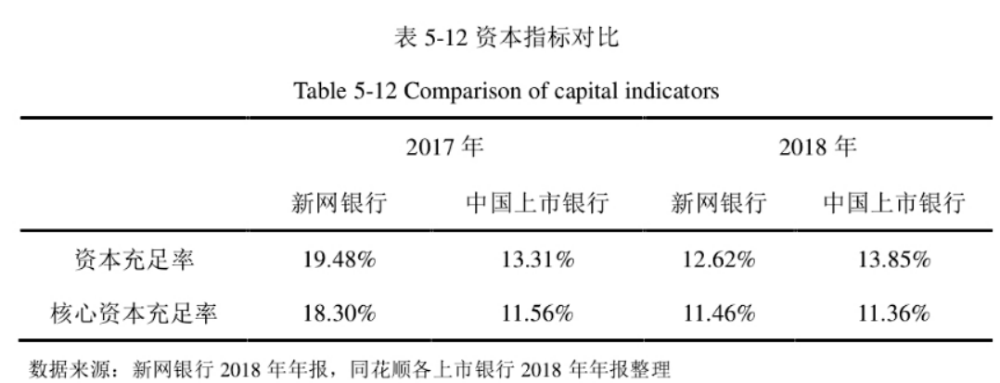 表 5-12 资本指标对比
Table 5-12 Comparison of capital indicators
2017 年 2018 年
新网银行 中国上市银行 新网银行 中国上市银行
资本充足率 19.48% 13.31% 12.62% 13.85%
核心资本充足率 18.30% 11.56% 11.46% 11.36%
数据来源：新网银行 2018 年年报，同花顺各上市银行 2018 年年报整理